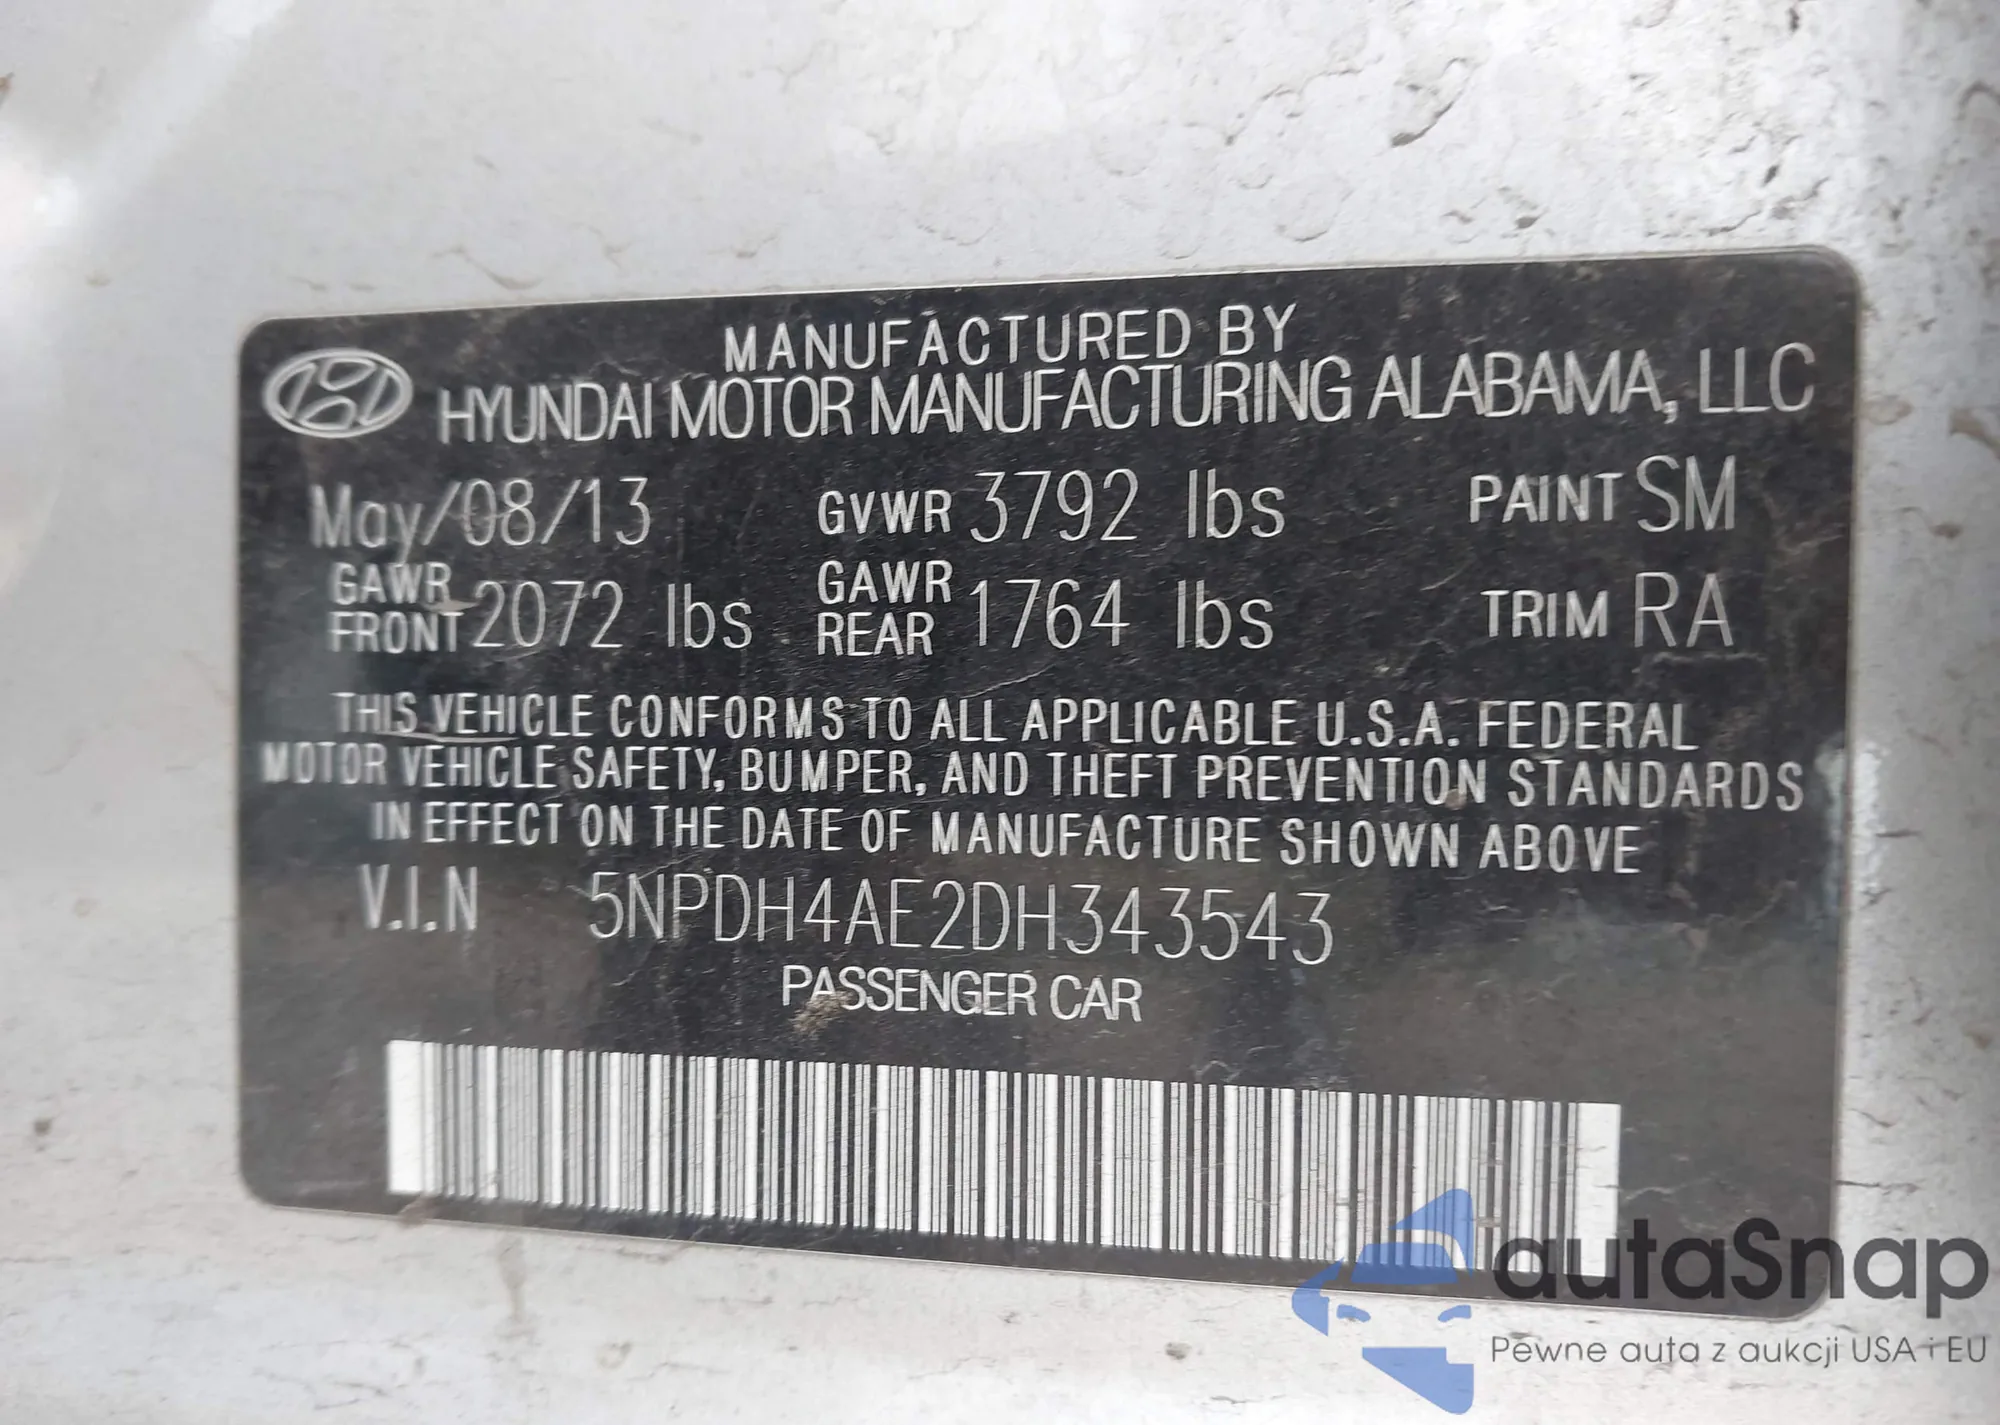 MANUFACTURED BY
HYUNDAI MOTOR MANUFACTURING ALABAMA, LLC
May/08/13 GVWR 3792 lbs PAINT SM
GAWR FRONT 2072 lbs GAWR REAR 1764 lbs TRIM RA
THIS VEHICLE CONFORMS TO ALL APPLICABLE U.S.A. FEDERAL
MOTOR VEHICLE SAFETY, BUMPER, AND THEFT PREVENTION STANDARDS
IN EFFECT ON THE DATE OF MANUFACTURE SHOWN ABOVE
V.I.N 5NPDH4AE2DH343543
PASSENGER CAR
autaSnap
Pewne auta z aukcji USA i EU